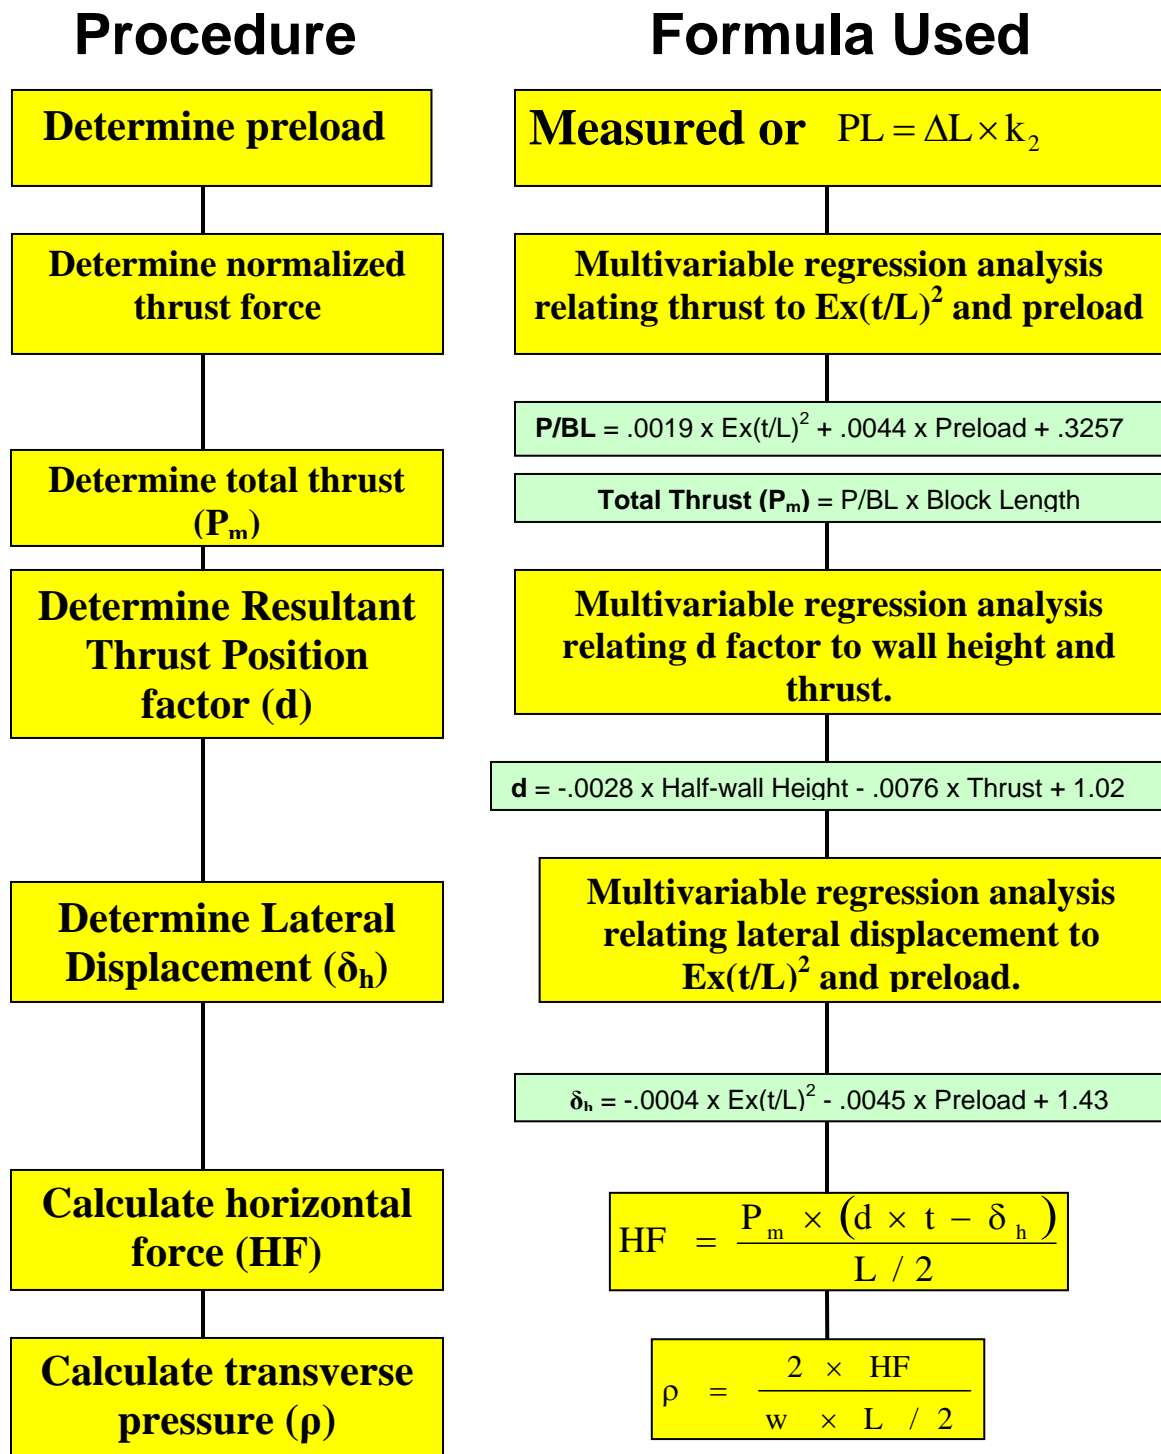 Procedure
Formula Used
Determine preload
Measured or PL = ΔL × k₂
Determine normalized
thrust force
Multivariable regression analysis
relating thrust to Ex(t/L)² and preload
P/BL = .0019 x Ex(t/L)² + .0044 x Preload + .3257
Determine total thrust
(Pₘ)
Total Thrust (Pₘ) = P/BL x Block Length
Determine Resultant
Thrust Position
factor (d)
Multivariable regression analysis
relating d factor to wall height and
thrust.
d = -.0028 x Half-wall Height - .0076 x Thrust + 1.02
Determine Lateral
Displacement (δₕ)
Multivariable regression analysis
relating lateral displacement to
Ex(t/L)² and preload.
δₕ = -.0004 x Ex(t/L)² - .0045 x Preload + 1.43
Calculate horizontal
force (HF)
HF = Pₘ × (d × t − δₕ)
L / 2
Calculate transverse
pressure (ρ)
ρ = 2 × HF
w × L / 2